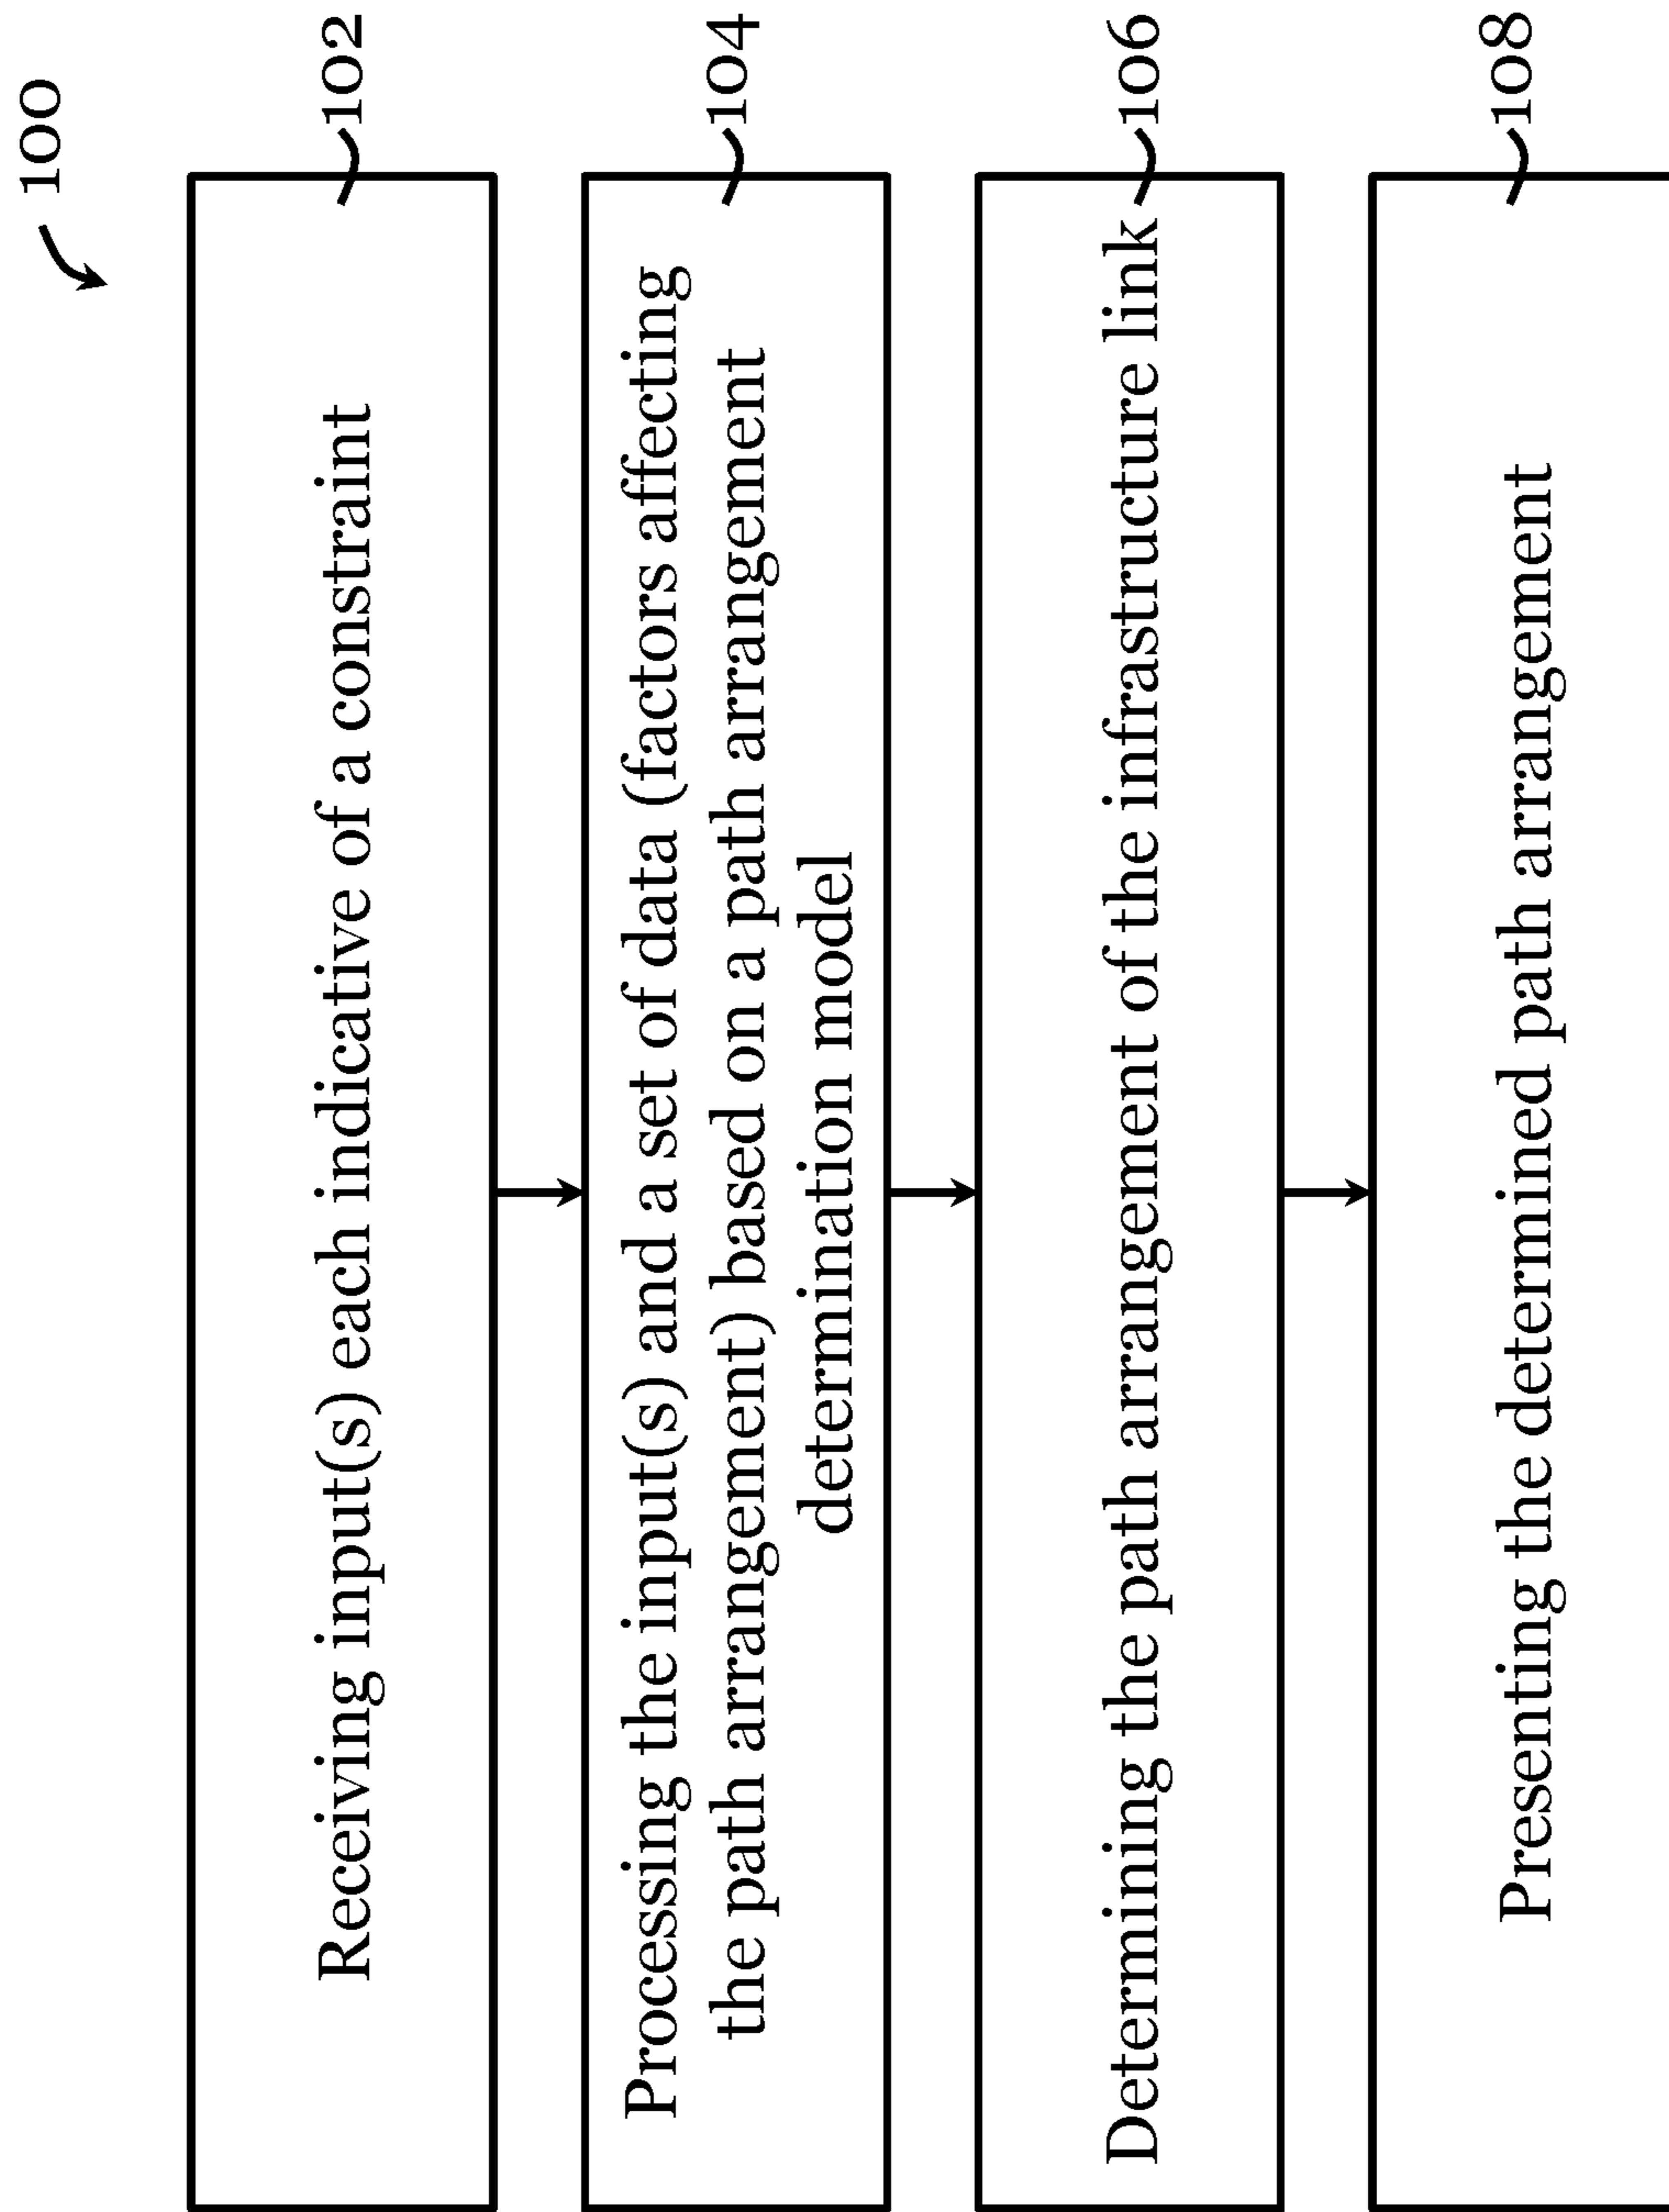 100
Receiving input(s) each indicative of a constraint
102
Processing the input(s) and a set of data (factors affecting
the path arrangement) based on a path arrangement
determination model
104
Determining the path arrangement of the infrastructure link
106
Presenting the determined path arrangement
108